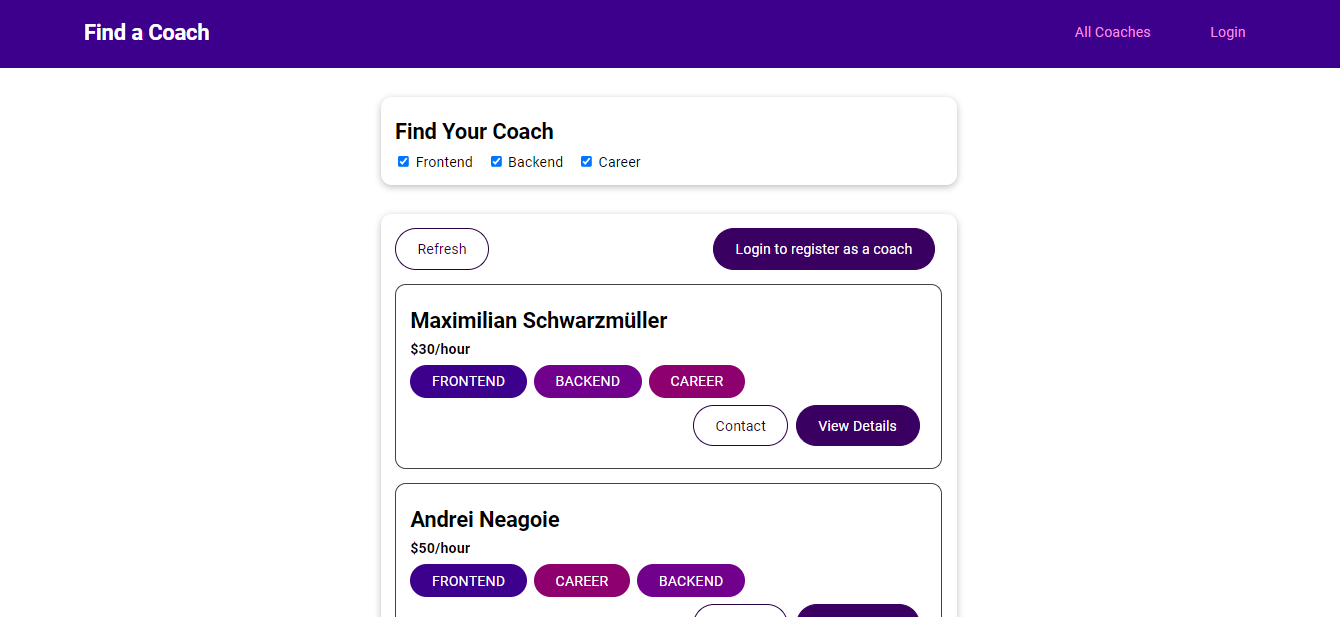 Find a Coach All Coaches Login
Find Your Coach
Frontend Backend Career
Refresh Login to register as a coach
Maximilian Schwarzmüller
$30/hour
FRONTEND BACKEND CAREER
Contact View Details
Andrei Neagoie
$50/hour
FRONTEND CAREER BACKEND